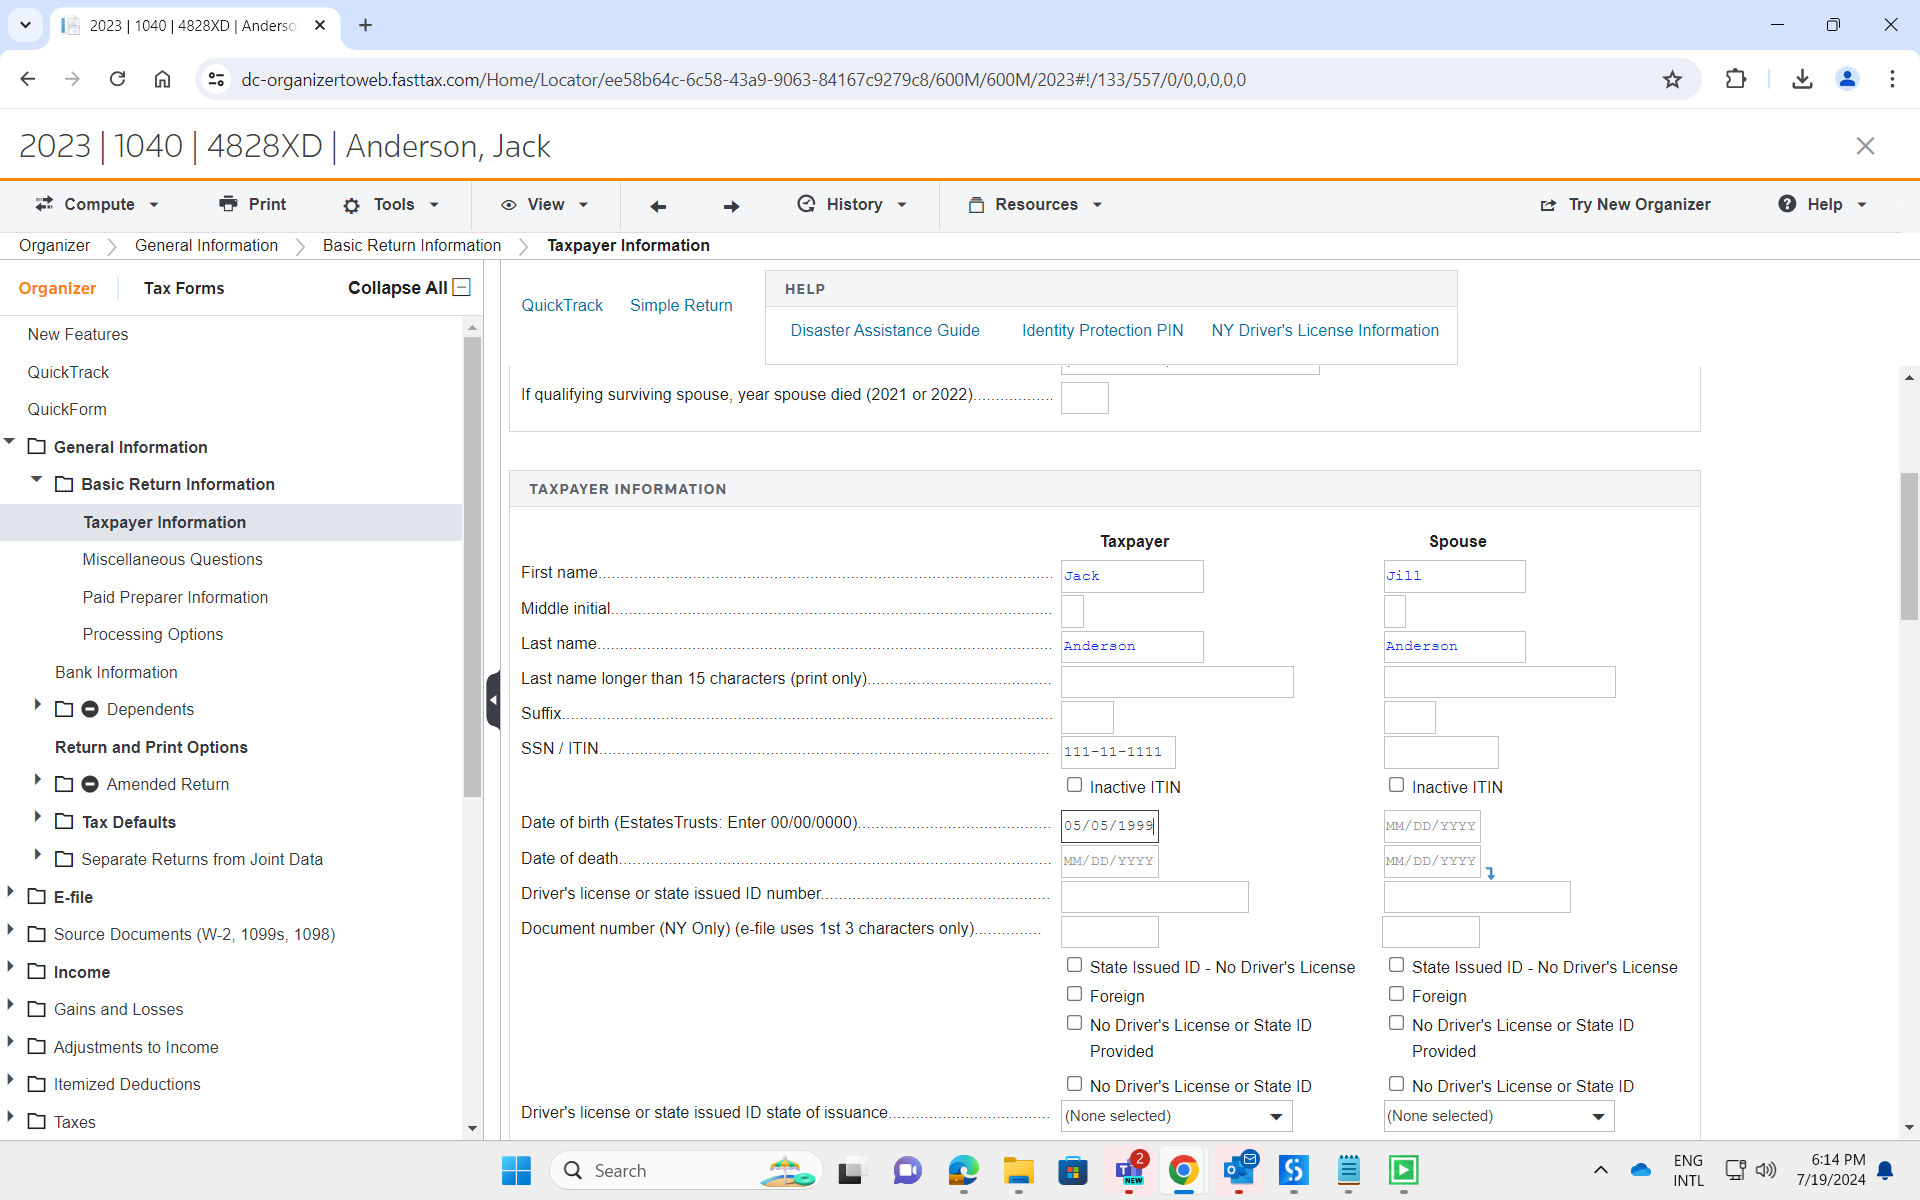 2023 | 1040 | 4828XD | Anderso
dc-organizertoweb.fasttax.com/Home/Locator/ee58b64c-6c58-43a9-9063-84167c9279c8/600M/600M/2023#!/133/557/0/0,0,0,0,0
2023 | 1040 | 4828XD | Anderson, Jack
Compute Print Tools View History Resources Try New Organizer Help
Organizer General Information Basic Return Information Taxpayer Information
Organizer Tax Forms Collapse All
New Features
QuickTrack
QuickForm
General Information
Basic Return Information
Taxpayer Information
Miscellaneous Questions
Paid Preparer Information
Processing Options
Bank Information
Dependents
Return and Print Options
Amended Return
Tax Defaults
Separate Returns from Joint Data
E-file
Source Documents (W-2, 1099s, 1098)
Income
Gains and Losses
Adjustments to Income
Itemized Deductions
Taxes
QuickTrack Simple Return
HELP
Disaster Assistance Guide Identity Protection PIN NY Driver's License Information
If qualifying surviving spouse, year spouse died (2021 or 2022)
TAXPAYER INFORMATION
Taxpayer Spouse
First name Jack Jill
Middle initial
Last name Anderson Anderson
Last name longer than 15 characters (print only)
Suffix
SSN / ITIN 111-11-1111
Inactive ITIN Inactive ITIN
Date of birth (EstatesTrusts: Enter 00/00/0000) 05/05/1999 MM/DD/YYYY
Date of death MM/DD/YYYY MM/DD/YYYY
Driver's license or state issued ID number
Document number (NY Only) (e-file uses 1st 3 characters only)
State Issued ID - No Driver's License State Issued ID - No Driver's License
Foreign Foreign
No Driver's License or State ID No Driver's License or State ID
Provided Provided
No Driver's License or State ID No Driver's License or State ID
Driver's license or state issued ID state of issuance (None selected) (None selected)
Search
2
NEW
ENG
INTL
6:14 PM
7/19/2024